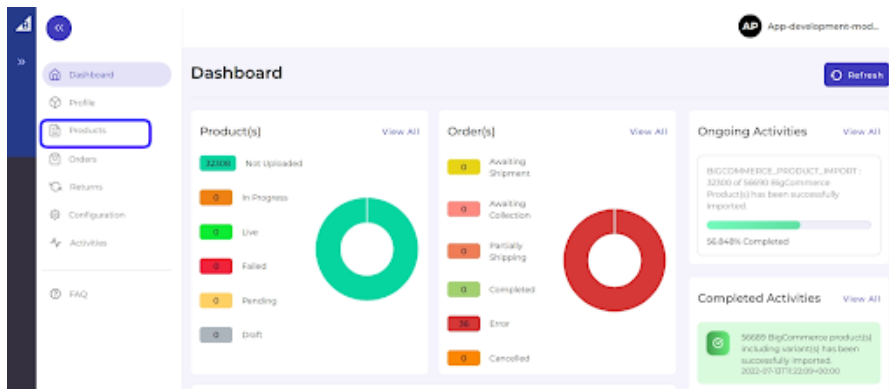 AP App-development-mod...
Dashboard
Profile
Products
Orders
Returns
Configuration
Activities
FAQ
Dashboard
Refresh
Product(s) View All
32300 Not Uploaded
0 In Progress
0 Live
0 Failed
0 Pending
0 Draft
Order(s) View All
0 Awaiting
Shipment
0 Awaiting
Collection
0 Partially
Shipping
0 Completed
36 Error
0 Cancelled
Ongoing Activities View All
BIGCOMMERCE_PRODUCT_IMPORT :
32300 of 56690 BigCommerce
Product(s) has been successfully
imported.
56.848% Completed
Completed Activities View All
56689 BigCommerce product(s)
including variant(s) has been
successfully imported.
2022-07-13T11:22:09+00:00